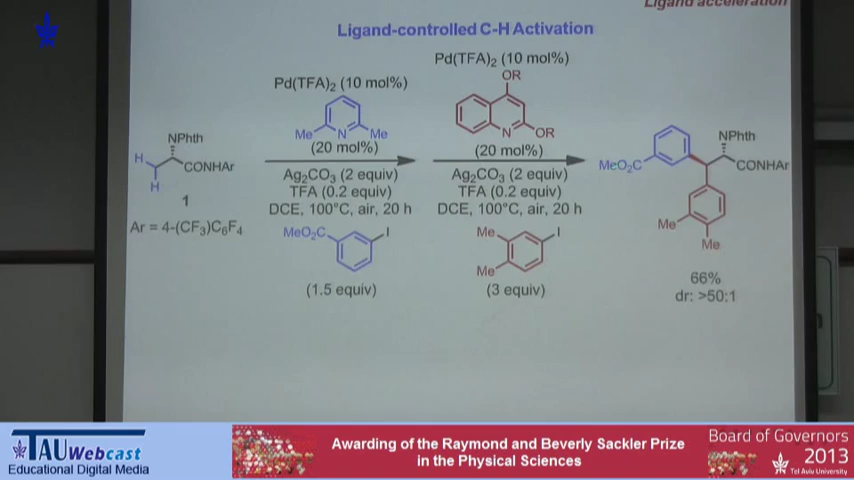 Ligand acceleration
Ligand-controlled C-H Activation
Pd(TFA)2 (10 mol%)
Me N Me
(20 mol%)
Ag2CO3 (2 equiv)
TFA (0.2 equiv)
DCE, 100°C, air, 20 h
MeO2C I
(1.5 equiv)
Pd(TFA)2 (10 mol%)
OR
N OR
(20 mol%)
Ag2CO3 (2 equiv)
TFA (0.2 equiv)
DCE, 100°C, air, 20 h
Me I
Me
(3 equiv)
NPhth
H CONHAr
H
1
Ar = 4-(CF3)C6F4
NPhth
MeO2C CONHAr
Me
Me
66%
dr: >50:1
TAU Webcast
Educational Digital Media
Awarding of the Raymond and Beverly Sackler Prize
in the Physical Sciences
Board of Governors
2013
Tel Aviv University